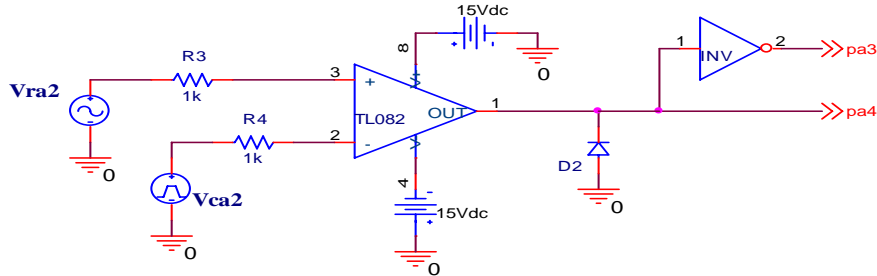 15Vdc
+ -
0
R3
1k
Vra2
+
-
0
8
V+
3
+
TL082
OUT
1
2
-
V-
4
R4
1k
Vca2
+
-
0
-
15Vdc
+
0
D2
0
1
INV
2
pa3
pa4